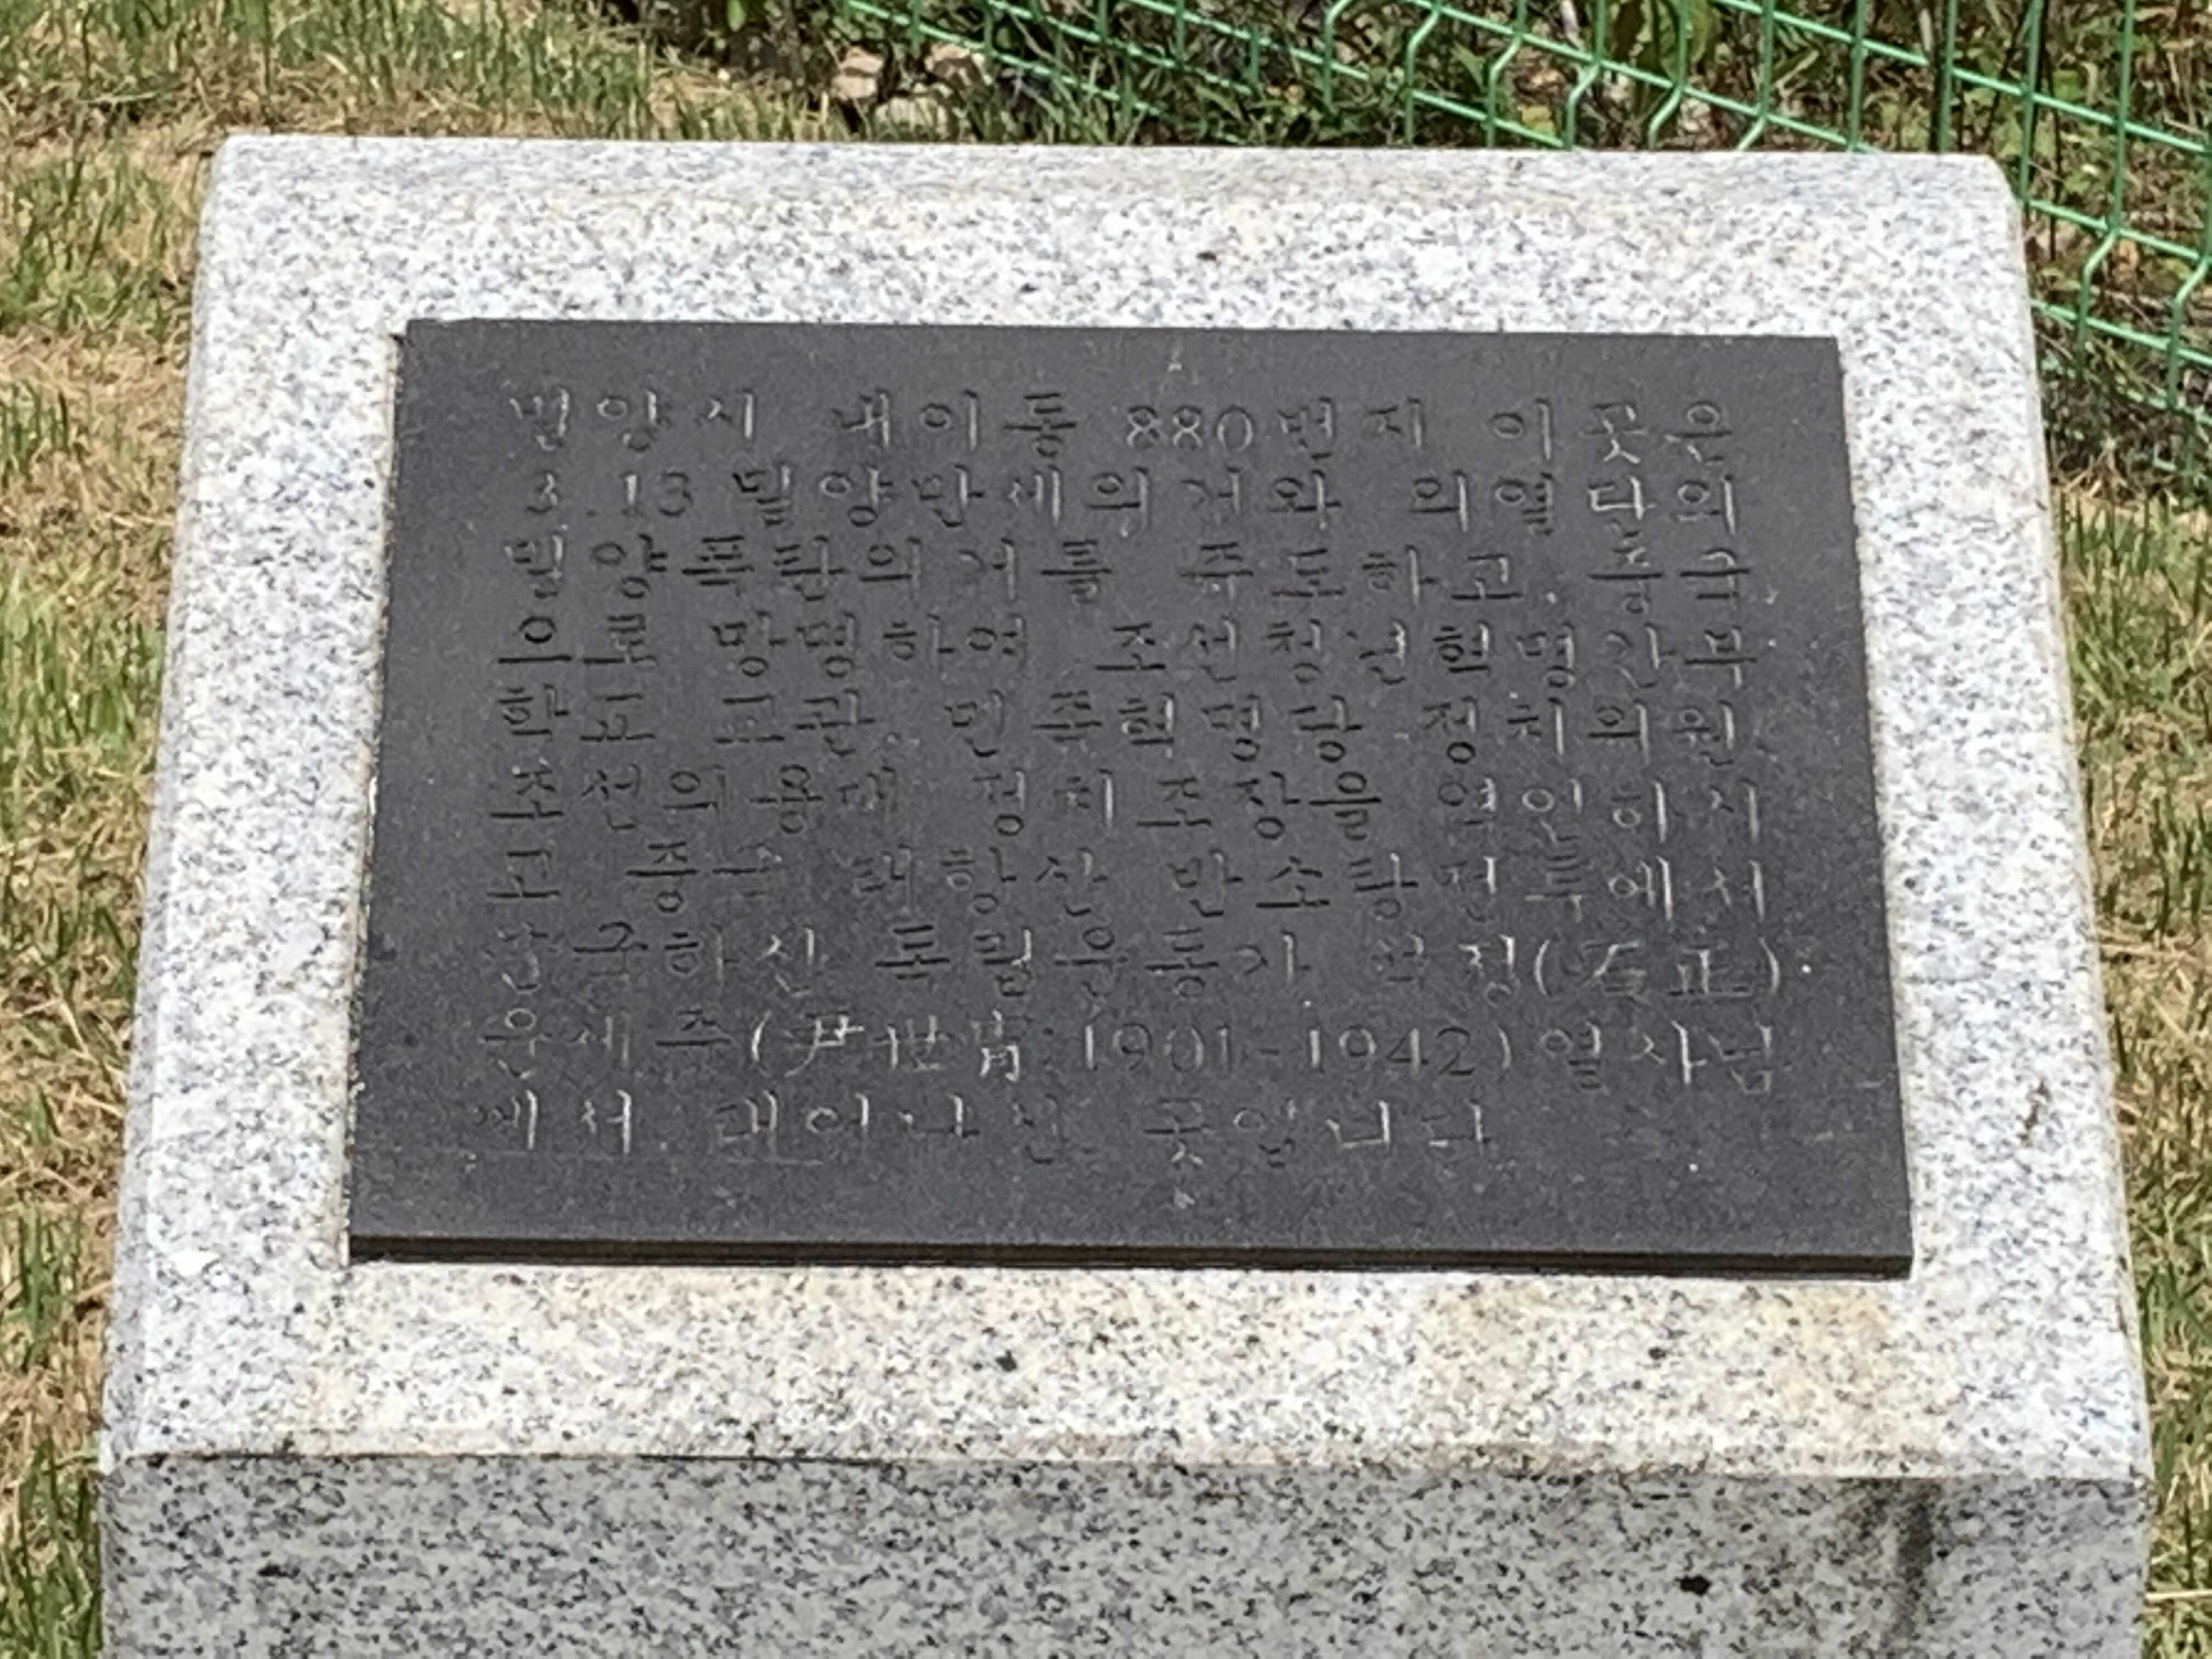 밀양시 내이동 880번지 이곳은
3.13 밀양만세의거와 의열단의
밀양폭탄의거를 주도하고, 중국
으로 망명하여 조선청년혁명간부
학교 교관, 민주혁명당 정치의원,
조선의용대 정치조장을 역임하시
고 중국 태항산 반소탕전투에서
순국하신 독립운동가 석정(石正)
윤세주(尹世胄:1901-1942)열사님
께서 태어나신 곳입니다